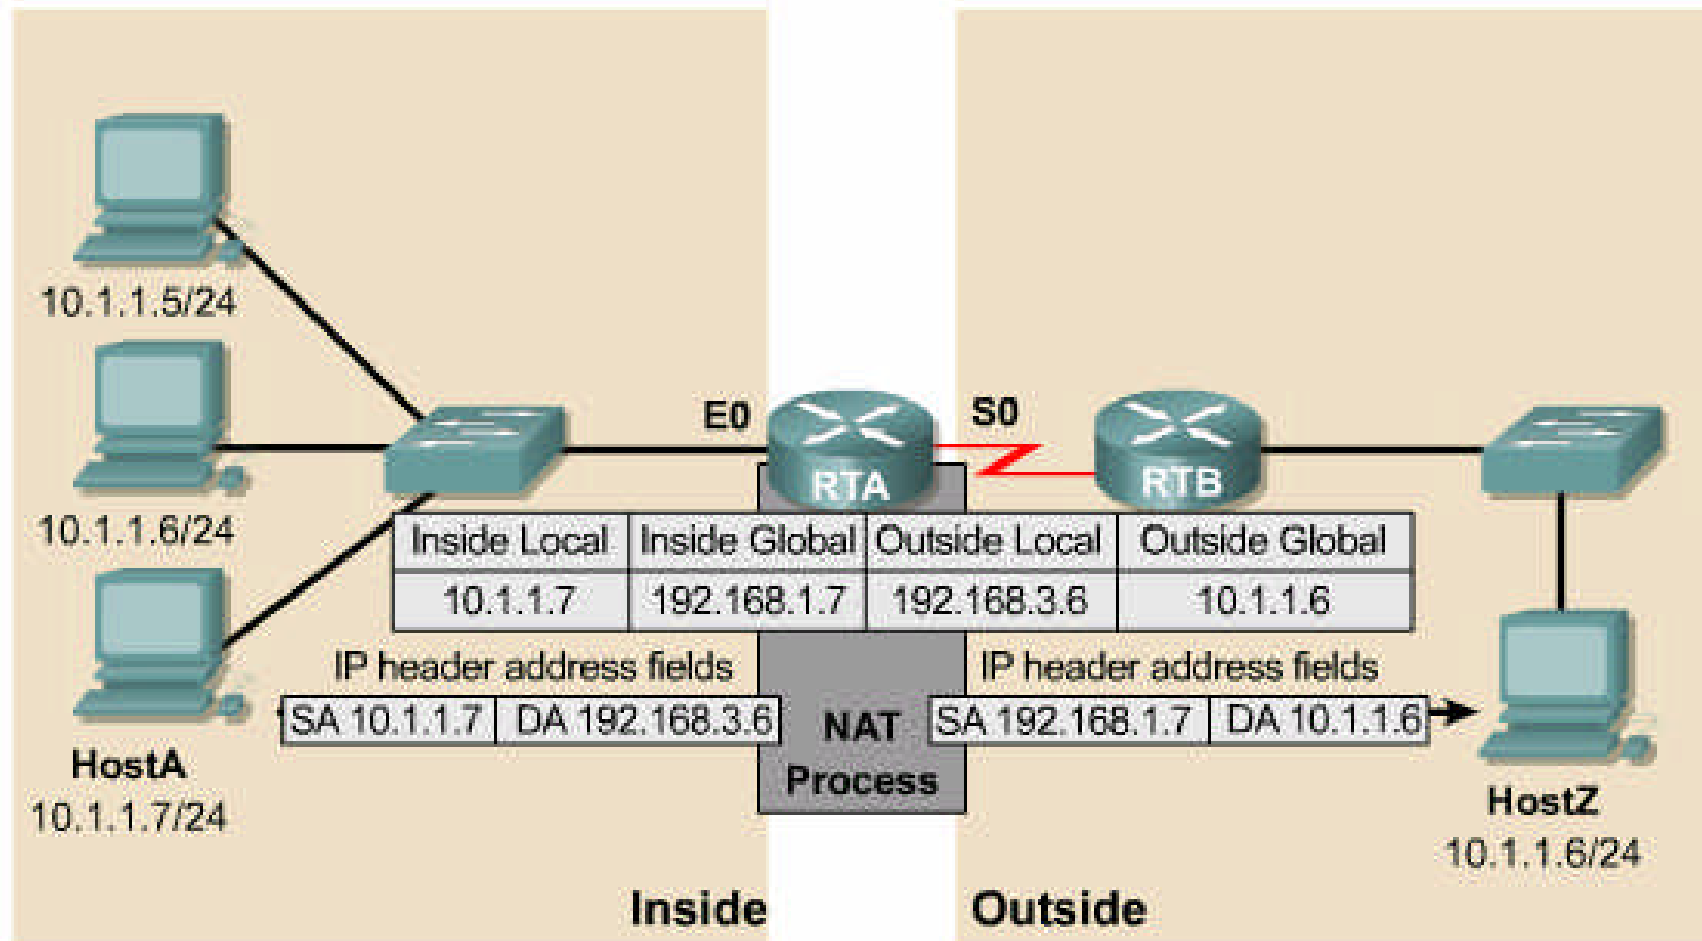 10.1.1.5/24
10.1.1.6/24
E0
S0
RTA
RTB
Inside Local Inside Global Outside Local Outside Global
10.1.1.7 192.168.1.7 192.168.3.6 10.1.1.6
IP header address fields
IP header address fields
SA 10.1.1.7 DA 192.168.3.6
NAT
Process
SA 192.168.1.7 DA 10.1.1.6
HostA
10.1.1.7/24
HostZ
10.1.1.6/24
Inside
Outside